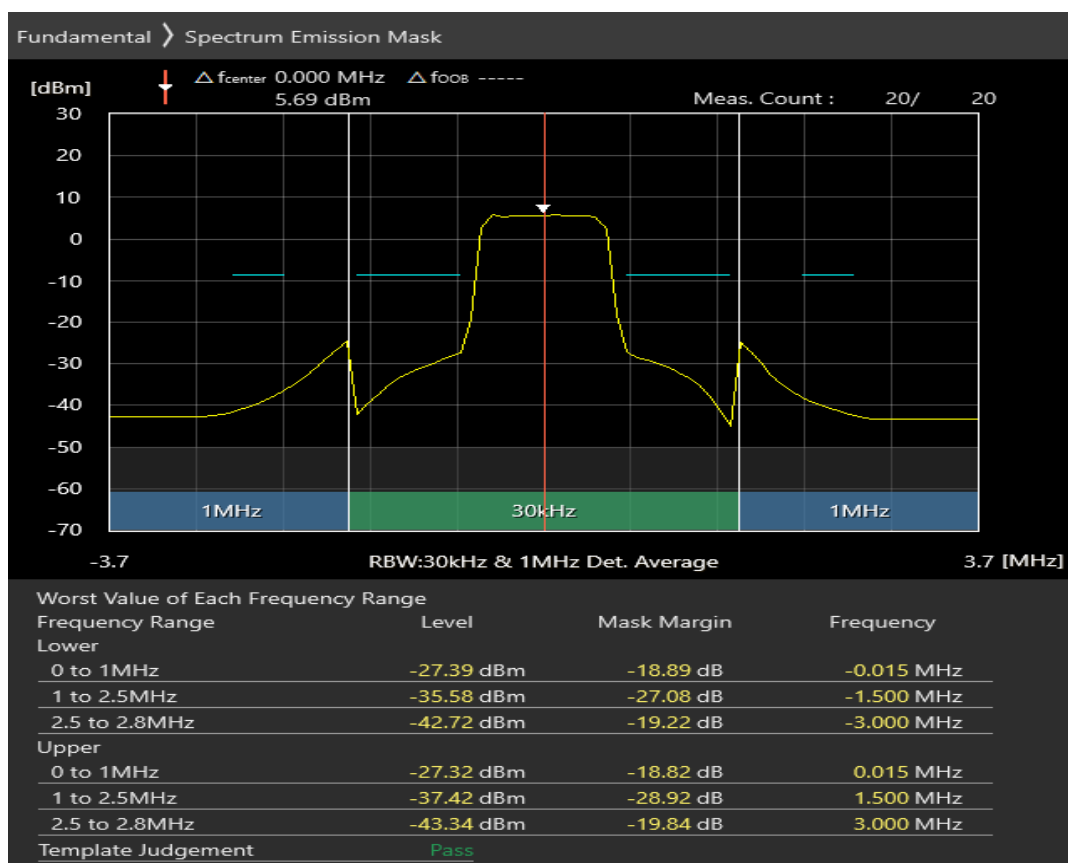 Fundamental ❯ Spectrum Emission Mask
△ fcenter 0.000 MHz △ fOOB -----
[dBm] 5.69 dBm Meas. Count : 20/ 20
30
20
10
0
-10
-20
-30
-40
-50
-60
1MHz 30kHz 1MHz
-70
-3.7 RBW:30kHz & 1MHz Det. Average 3.7 [MHz]
Worst Value of Each Frequency Range
Frequency Range Level Mask Margin Frequency
Lower
0 to 1MHz -27.39 dBm -18.89 dB -0.015 MHz
1 to 2.5MHz -35.58 dBm -27.08 dB -1.500 MHz
2.5 to 2.8MHz -42.72 dBm -19.22 dB -3.000 MHz
Upper
0 to 1MHz -27.32 dBm -18.82 dB 0.015 MHz
1 to 2.5MHz -37.42 dBm -28.92 dB 1.500 MHz
2.5 to 2.8MHz -43.34 dBm -19.84 dB 3.000 MHz
Template Judgement Pass